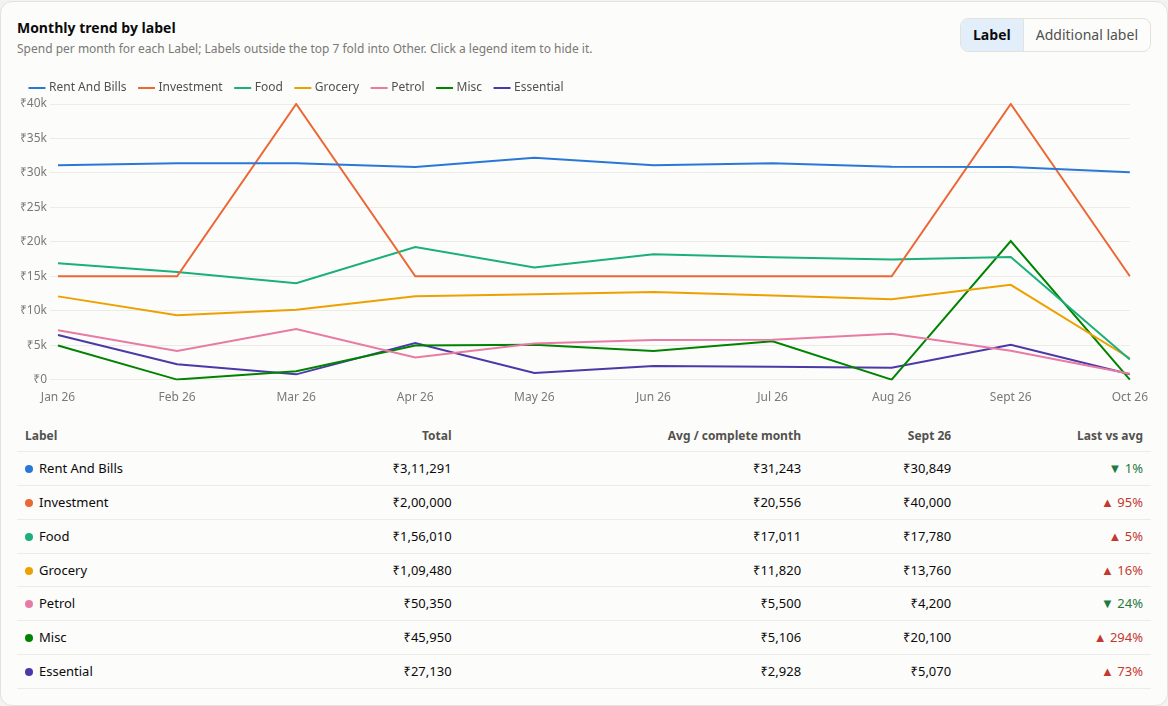 Monthly trend by label
Spend per month for each Label; Labels outside the top 7 fold into Other. Click a legend item to hide it.
Label Additional label
Rent And Bills Investment Food Grocery Petrol Misc Essential
₹40k
₹35k
₹30k
₹25k
₹20k
₹15k
₹10k
₹5k
₹0
Jan 26 Feb 26 Mar 26 Apr 26 May 26 Jun 26 Jul 26 Aug 26 Sept 26 Oct 26
Label Total Avg / complete month Sept 26 Last vs avg
Rent And Bills ₹3,11,291 ₹31,243 ₹30,849 ▼ 1%
Investment ₹2,00,000 ₹20,556 ₹40,000 ▲ 95%
Food ₹1,56,010 ₹17,011 ₹17,780 ▲ 5%
Grocery ₹1,09,480 ₹11,820 ₹13,760 ▲ 16%
Petrol ₹50,350 ₹5,500 ₹4,200 ▼ 24%
Misc ₹45,950 ₹5,106 ₹20,100 ▲ 294%
Essential ₹27,130 ₹2,928 ₹5,070 ▲ 73%